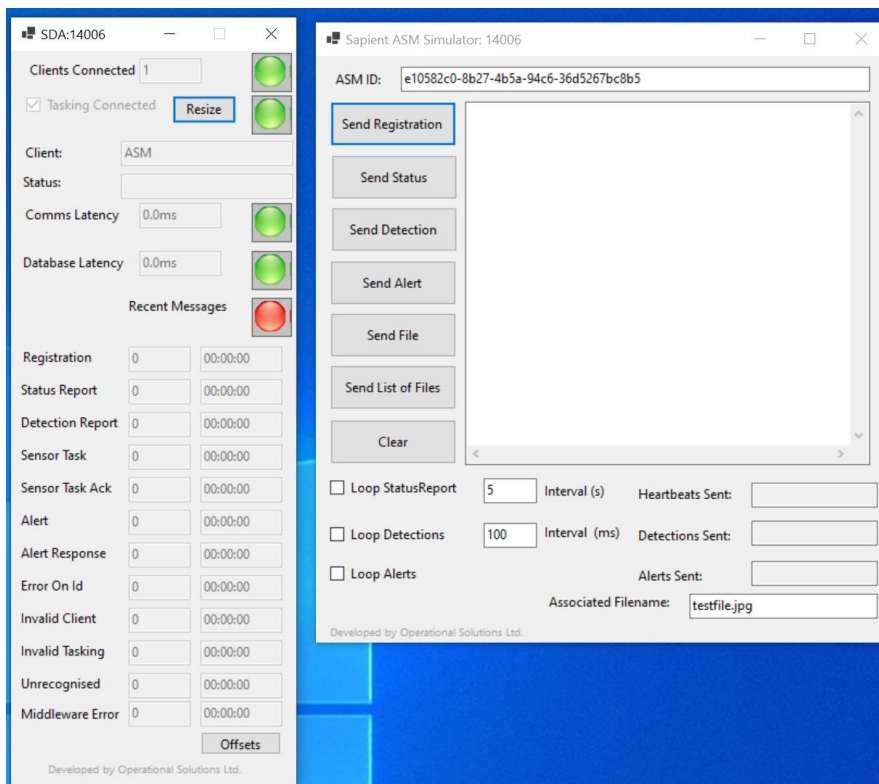 SDA:14006
Clients Connected 1
Tasking Connected Resize
Client: ASM
Status:
Comms Latency 0.0ms
Database Latency 0.0ms
Recent Messages
Registration 0 00:00:00
Status Report 0 00:00:00
Detection Report 0 00:00:00
Sensor Task 0 00:00:00
Sensor Task Ack 0 00:00:00
Alert 0 00:00:00
Alert Response 0 00:00:00
Error On Id 0 00:00:00
Invalid Client 0 00:00:00
Invalid Tasking 0 00:00:00
Unrecognised 0 00:00:00
Middleware Error 0 00:00:00
Offsets
Developed by Operational Solutions Ltd.
Sapient ASM Simulator: 14006
ASM ID: e10582c0-8b27-4b5a-94c6-36d5267bc8b5
Send Registration
Send Status
Send Detection
Send Alert
Send File
Send List of Files
Clear
Loop StatusReport 5 Interval (s) Heartbeats Sent:
Loop Detections 100 Interval (ms) Detections Sent:
Loop Alerts Alerts Sent:
Associated Filename: testfile.jpg
Developed by Operational Solutions Ltd.